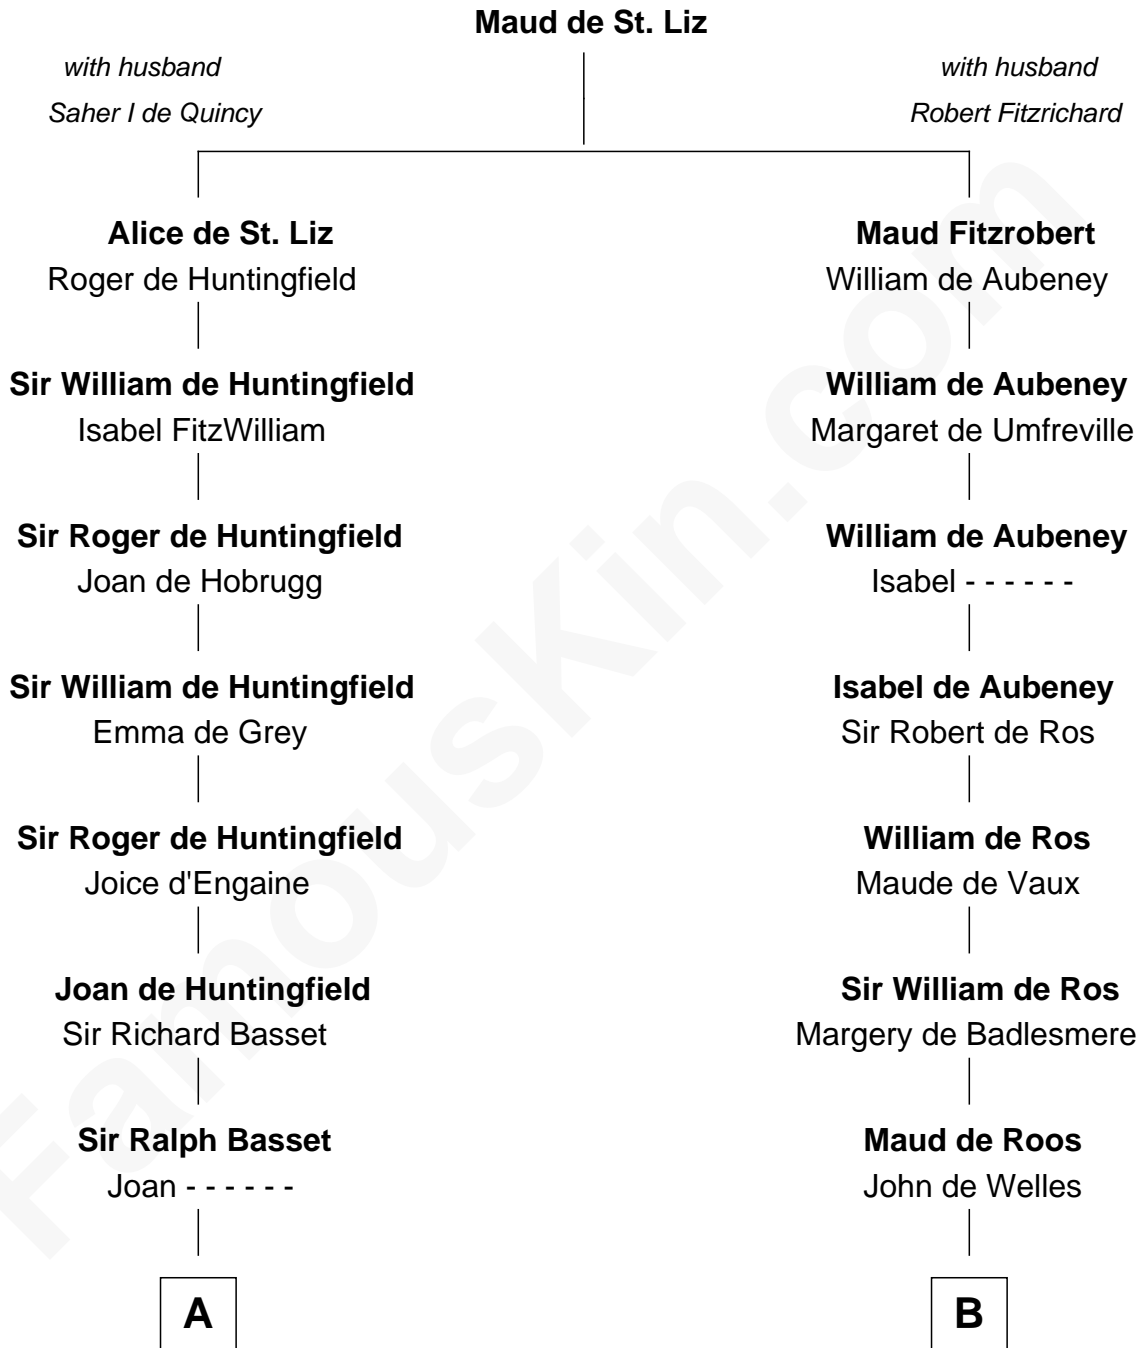 Maud de St. Liz
with husband
Saher I de Quincy
with husband
Robert Fitzrichard
Alice de St. Liz
Roger de Huntingfield
Maud Fitzrobert
William de Aubeney
Sir William de Huntingfield
Isabel FitzWilliam
William de Aubeney
Margaret de Umfreville
Sir Roger de Huntingfield
Joan de Hobrugg
William de Aubeney
Isabel - - - - - -
Sir William de Huntingfield
Emma de Grey
Isabel de Aubeney
Sir Robert de Ros
Sir Roger de Huntingfield
Joice d'Engaine
William de Ros
Maude de Vaux
Joan de Huntingfield
Sir Richard Basset
Sir William de Ros
Margery de Badlesmere
Sir Ralph Basset
Joan - - - - - -
Maud de Roos
John de Welles
A
B
FamousKin.com